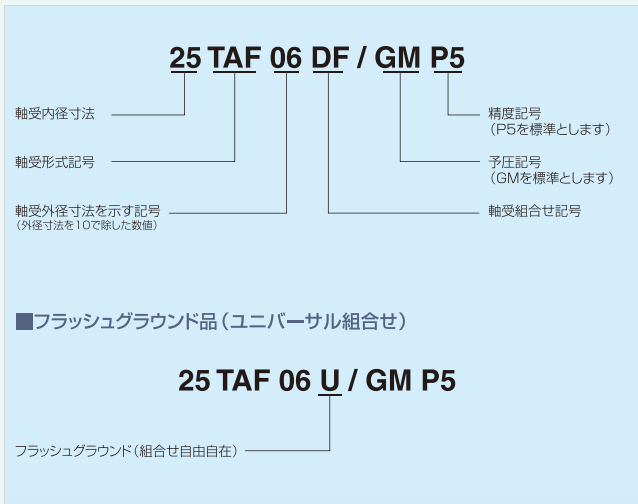 25 TAF 06 DF / GM P5
軸受内径寸法
精度記号
（P5を標準とします）
軸受形式記号
予圧記号
（GMを標準とします）
軸受外径寸法を示す記号
（外径寸法を10で除した数値）
軸受組合せ記号
■フラッシュグラウンド品（ユニバーサル組合せ）
25 TAF 06 U / GM P5
フラッシュグラウンド（組合せ自由自在）